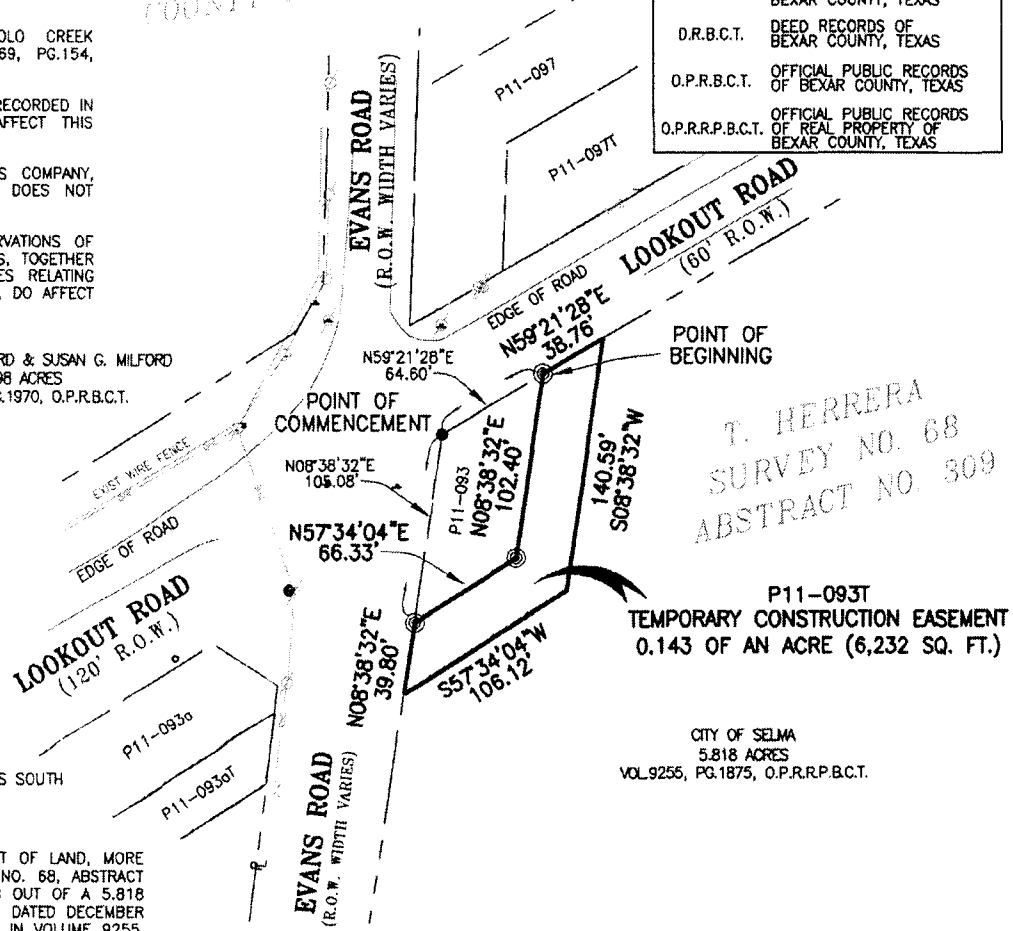 COUNTY
OLO CREEK
69, PG.154,
RECORDED IN
AFFECT THIS
S COMPANY,
DOES NOT
RVATIONS OF
S, TOGETHER
ES RELATING
DO AFFECT
RD & SUSAN G. MILFORD
98 ACRES
.1970, O.P.R.B.C.T.
BEXAR COUNTY, TEXAS
D.R.B.C.T. DEED RECORDS OF
BEXAR COUNTY, TEXAS
O.P.R.B.C.T. OFFICIAL PUBLIC RECORDS
OF BEXAR COUNTY, TEXAS
O.P.R.R.P.B.C.T. OFFICIAL PUBLIC RECORDS
OF REAL PROPERTY OF
BEXAR COUNTY, TEXAS
EVANS ROAD
(R.O.W. WIDTH VARIES)
P11-097
P11-097T
LOOKOUT ROAD
(60' R.O.W.)
EDGE OF ROAD
N59°21'28"E
38.76'
POINT OF
BEGINNING
N59°21'28"E
64.60'
POINT OF
COMMENCEMENT
N08°38'32"E
105.08'
P11-093
N08°38'32"E
102.40'
140.59'
S08°38'32"W
T. HERRERA
SURVEY NO. 68
ABSTRACT NO. 309
EXIST WIRE FENCE
EDGE OF ROAD
N57°34'04"E
66.33'
LOOKOUT ROAD
(120' R.O.W.)
N08°38'32"E
39.80'
S57°34'04"W
106.12'
P11-093T
TEMPORARY CONSTRUCTION EASEMENT
0.143 OF AN ACRE (6,232 SQ. FT.)
P11-093a
P11-093aT
CITY OF SELMA
5.818 ACRES
VOL.9255, PG.1875, O.P.R.R.P.B.C.T.
EVANS ROAD
(R.O.W. WIDTH VARIES)
S SOUTH
T OF LAND, MORE
NO. 68, ABSTRACT
OUT OF A 5.818
DATED DECEMBER
IN VOLUME 9255,